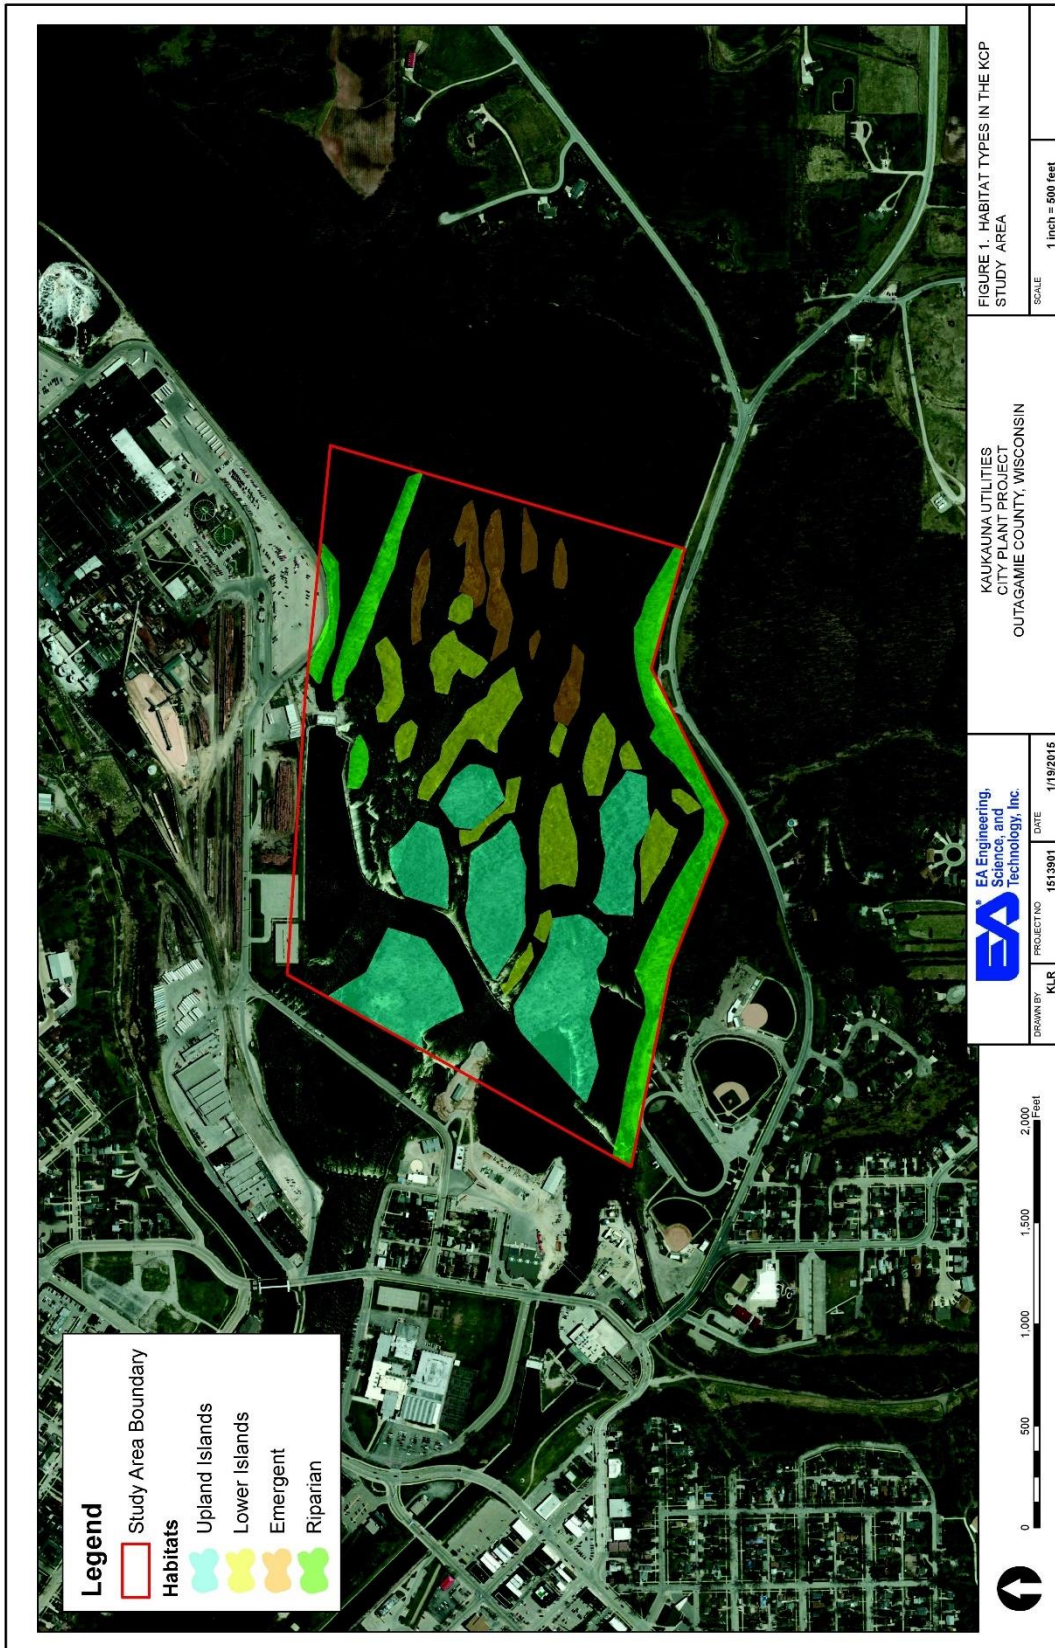 Legend
Study Area Boundary
Habitats
Upland Islands
Lower Islands
Emergent
Riparian
0
500
1,000
1,500
2,000
Feet
EA®
EA Engineering,
Science, and
Technology, Inc.
DRAWN BY
KLR
PROJECT NO
1513901
DATE
1/19/2015
KAUKAUNA UTILITIES
CITY PLANT PROJECT
OUTAGAMIE COUNTY, WISCONSIN
FIGURE 1. HABITAT TYPES IN THE KCP
STUDY AREA
SCALE
1 inch = 500 feet